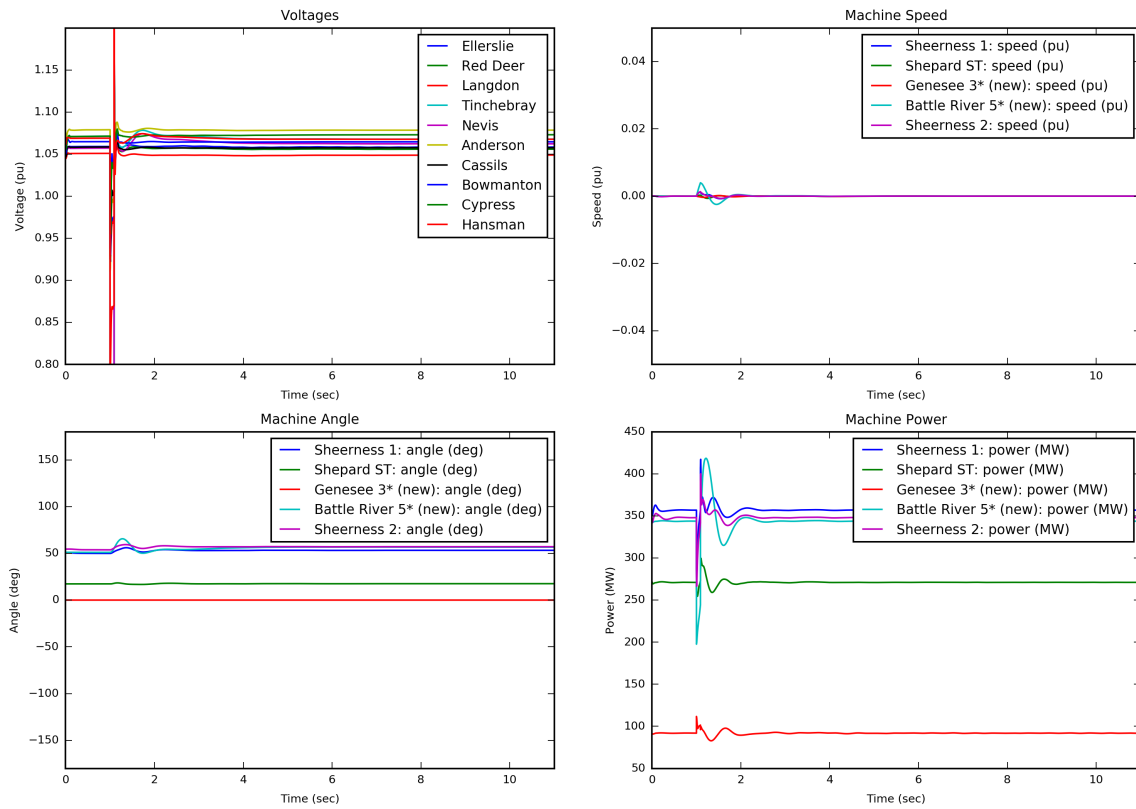 Voltages
1.15
1.10
1.05
1.00
0.95
0.90
0.85
0.80
Voltage (pu)
0 2 4 6 8 10
Time (sec)
Ellerslie
Red Deer
Langdon
Tinchebray
Nevis
Anderson
Cassils
Bowmanton
Cypress
Hansman
Machine Speed
0.04
0.02
0.00
−0.02
−0.04
Speed (pu)
0 2 4 6 8 10
Time (sec)
Sheerness 1: speed (pu)
Shepard ST: speed (pu)
Genesee 3* (new): speed (pu)
Battle River 5* (new): speed (pu)
Sheerness 2: speed (pu)
Machine Angle
150
100
50
0
−50
−100
−150
Angle (deg)
0 2 4 6 8 10
Time (sec)
Sheerness 1: angle (deg)
Shepard ST: angle (deg)
Genesee 3* (new): angle (deg)
Battle River 5* (new): angle (deg)
Sheerness 2: angle (deg)
Machine Power
450
400
350
300
250
200
150
100
50
Power (MW)
0 2 4 6 8 10
Time (sec)
Sheerness 1: power (MW)
Shepard ST: power (MW)
Genesee 3* (new): power (MW)
Battle River 5* (new): power (MW)
Sheerness 2: power (MW)